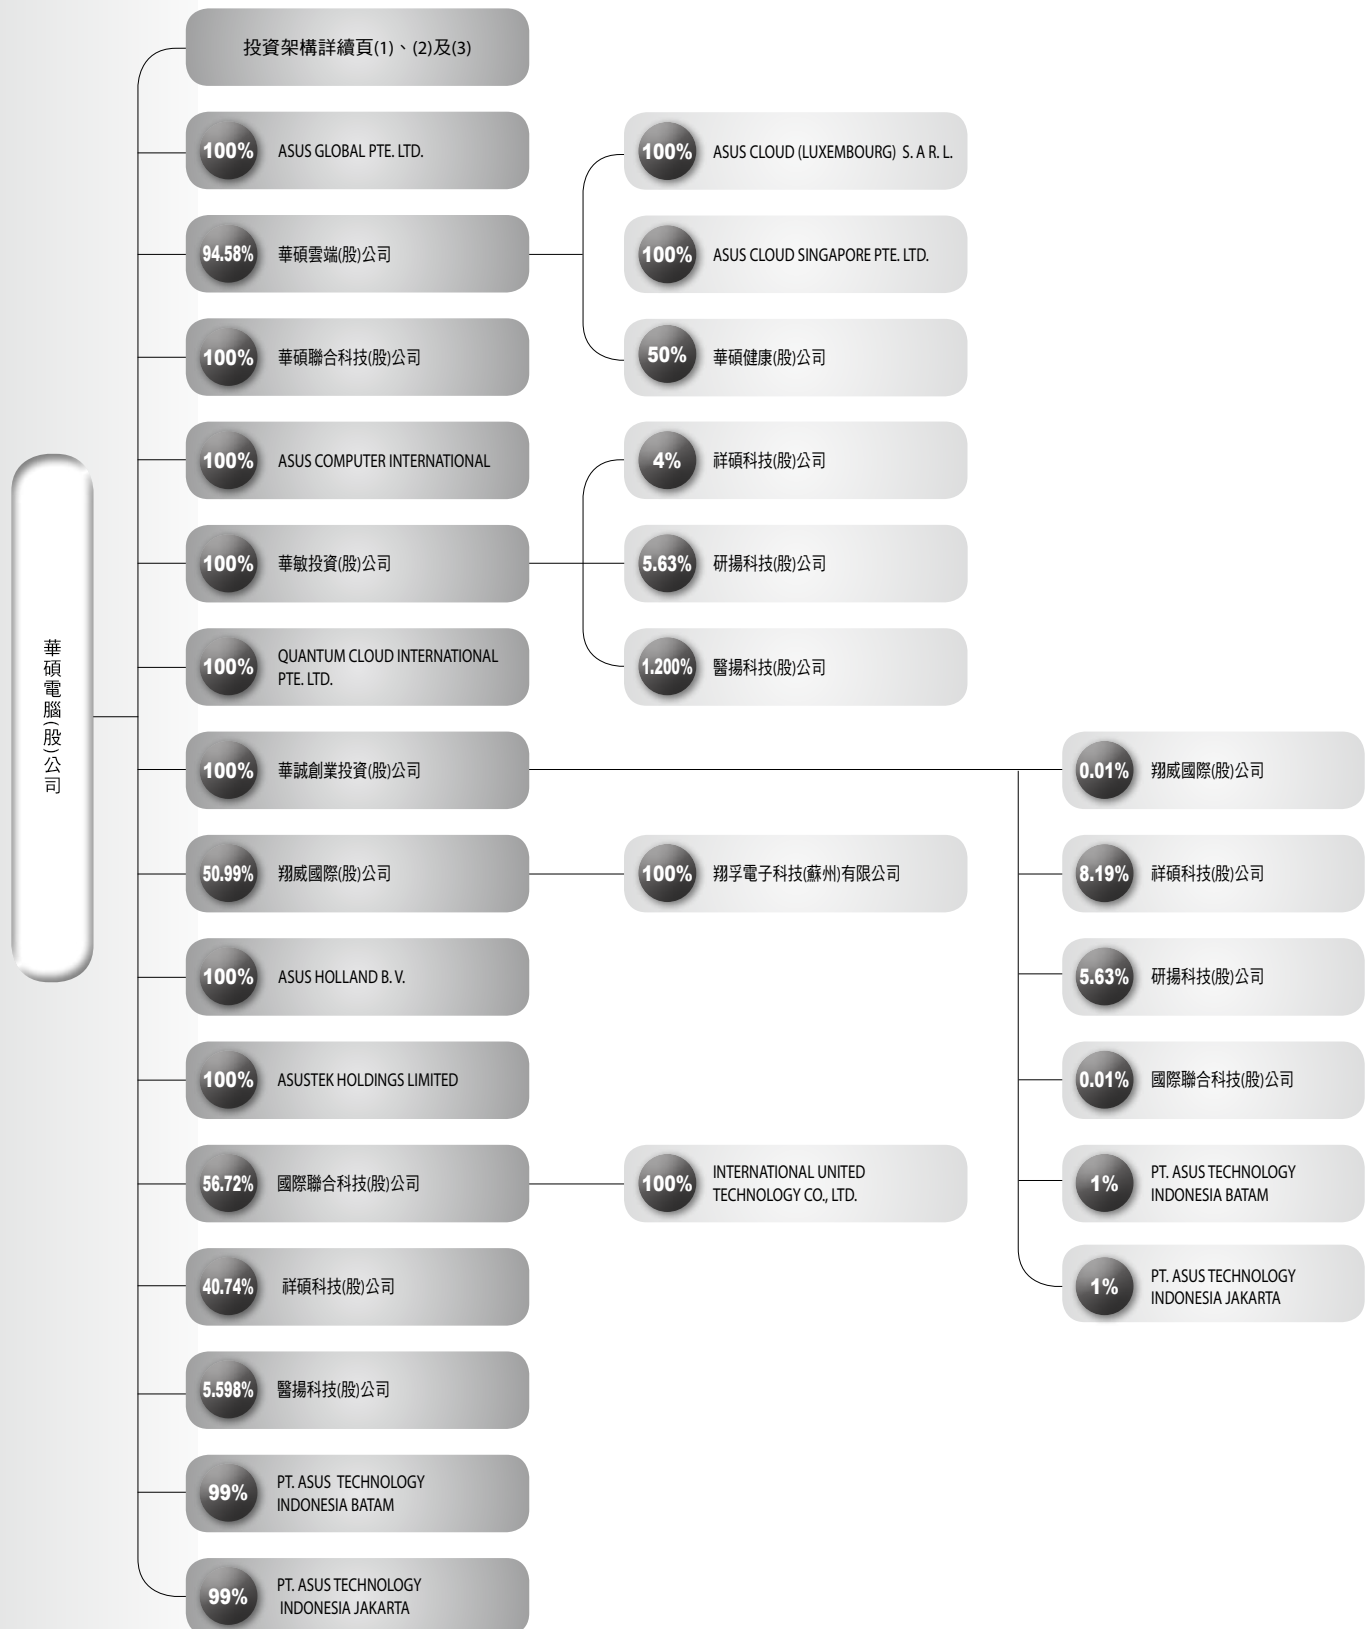 投資架構詳續頁(1)、(2)及(3)
100% ASUS GLOBAL PTE. LTD.
100% ASUS CLOUD (LUXEMBOURG) S. A R. L.
94.58% 華碩雲端(股)公司
100% ASUS CLOUD SINGAPORE PTE. LTD.
100% 華碩聯合科技(股)公司
50% 華碩健康(股)公司
100% ASUS COMPUTER INTERNATIONAL
4% 祥碩科技(股)公司
100% 華敏投資(股)公司
5.63% 研揚科技(股)公司
100% QUANTUM CLOUD INTERNATIONAL
PTE. LTD.
1.200% 醫揚科技(股)公司
華碩電腦(股)公司
100% 華誠創業投資(股)公司
0.01% 翔威國際(股)公司
50.99% 翔威國際(股)公司
100% 翔孚電子科技(蘇州)有限公司
8.19% 祥碩科技(股)公司
100% ASUS HOLLAND B. V.
5.63% 研揚科技(股)公司
100% ASUSTEK HOLDINGS LIMITED
0.01% 國際聯合科技(股)公司
56.72% 國際聯合科技(股)公司
100% INTERNATIONAL UNITED
TECHNOLOGY CO., LTD.
1% PT. ASUS TECHNOLOGY
INDONESIA BATAM
40.74% 祥碩科技(股)公司
1% PT. ASUS TECHNOLOGY
INDONESIA JAKARTA
5.598% 醫揚科技(股)公司
99% PT. ASUS TECHNOLOGY
INDONESIA BATAM
99% PT. ASUS TECHNOLOGY
INDONESIA JAKARTA